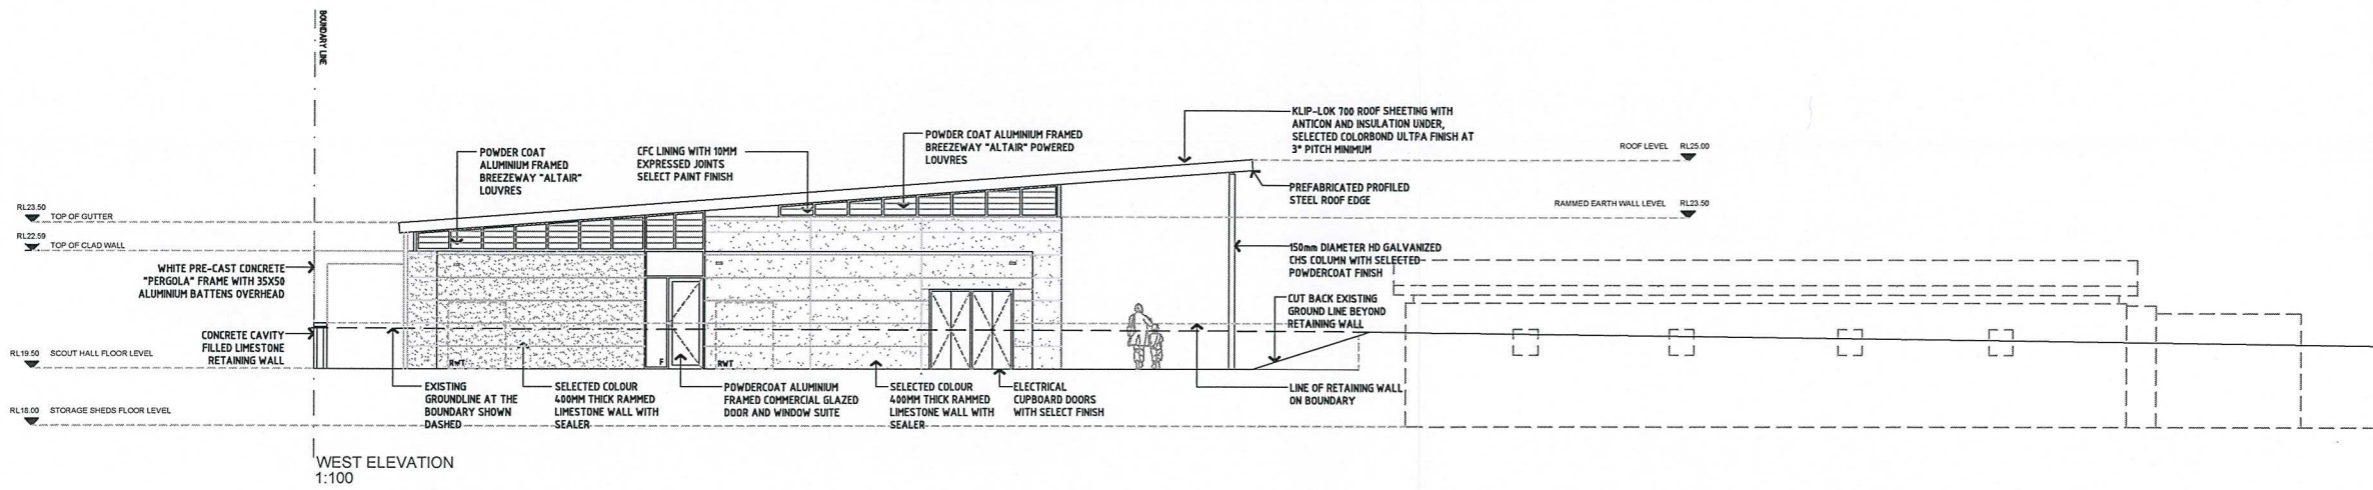 BOUNDARY LINE
KLIP-LOK 700 ROOF SHEETING WITH
ANTICON AND INSULATION UNDER,
SELECTED COLORBOND ULTRA FINISH AT
3° PITCH MINIMUM
POWDER COAT ALUMINIUM FRAMED
BREEZEWAY "ALTAIR" POWERED
LOUVRES
POWDER COAT
ALUMINIUM FRAMED
BREEZEWAY "ALTAIR"
LOUVRES
CFC LINING WITH 10MM
EXPRESSED JOINTS
SELECT PAINT FINISH
ROOF LEVEL RL25.00
PREFABRICATED PROFILED
STEEL ROOF EDGE
RL23.50
TOP OF GUTTER
RAMMED EARTH WALL LEVEL RL23.50
RL22.59
TOP OF CLAD WALL
150mm DIAMETER HD GALVANIZED
CHS COLUMN WITH SELECTED
POWDERCOAT FINISH
WHITE PRE-CAST CONCRETE
"PERGOLA" FRAME WITH 35X50
ALUMINIUM BATTENS OVERHEAD
CUT BACK EXISTING
GROUND LINE BEYOND
RETAINING WALL
CONCRETE CAVITY
FILLED LIMESTONE
RETAINING WALL
RL19.50 SCOUT HALL FLOOR LEVEL
RWT
F
RWT
EXISTING
GROUNDLINE AT THE
BOUNDARY SHOWN
DASHED
SELECTED COLOUR
400MM THICK RAMMED
LIMESTONE WALL WITH
SEALER
POWDERCOAT ALUMINIUM
FRAMED COMMERCIAL GLAZED
DOOR AND WINDOW SUITE
SELECTED COLOUR
400MM THICK RAMMED
LIMESTONE WALL WITH
SEALER
ELECTRICAL
CUPBOARD DOORS
WITH SELECT FINISH
LINE OF RETAINING WALL
ON BOUNDARY
RL18.00 STORAGE SHEDS FLOOR LEVEL
WEST ELEVATION
1:100